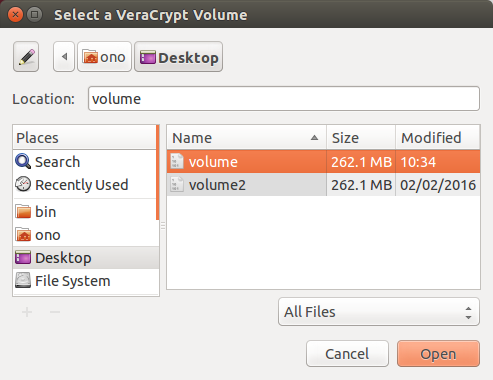 Select a VeraCrypt Volume
ono Desktop
Location: volume
Places Name Size Modified
Search volume 262.1 MB 10:34
Recently Used volume2 262.1 MB 02/02/2016
bin
ono
Desktop
File System
All Files
Cancel Open